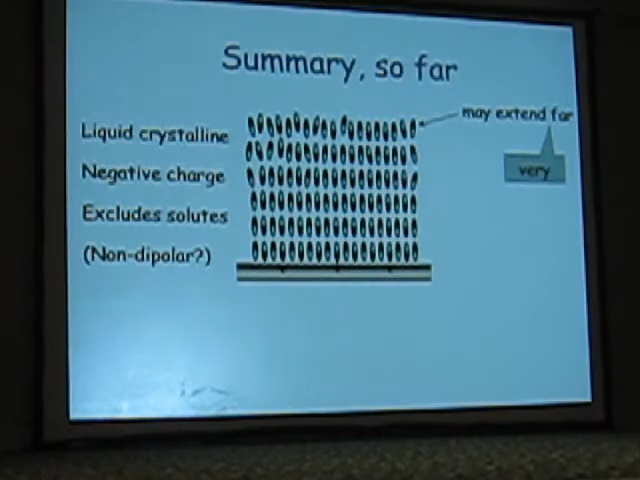 Summary, so far
may extend far
very
Liquid crystalline
Negative charge
Excludes solutes
(Non-dipolar?)